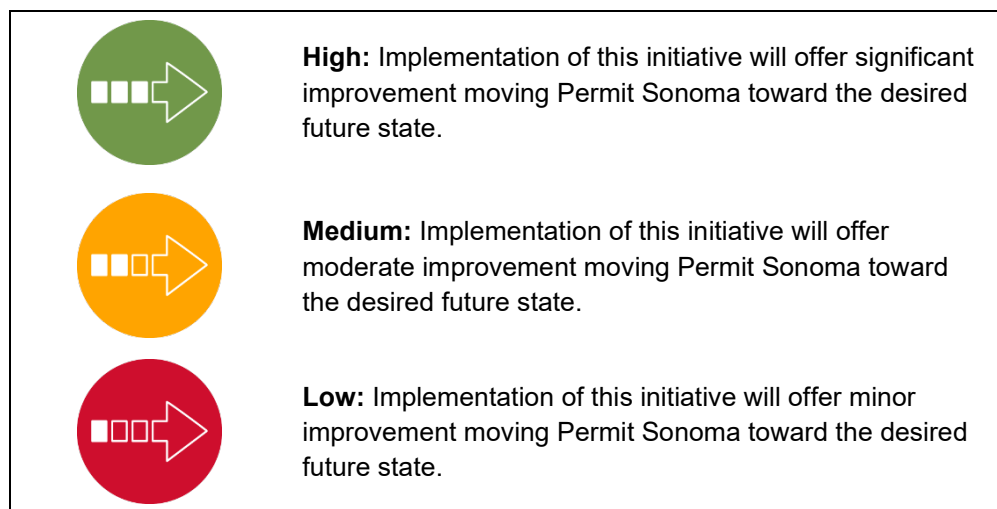 High: Implementation of this initiative will offer significant
improvement moving Permit Sonoma toward the desired
future state.
Medium: Implementation of this initiative will offer
moderate improvement moving Permit Sonoma toward
the desired future state.
Low: Implementation of this initiative will offer minor
improvement moving Permit Sonoma toward the desired
future state.